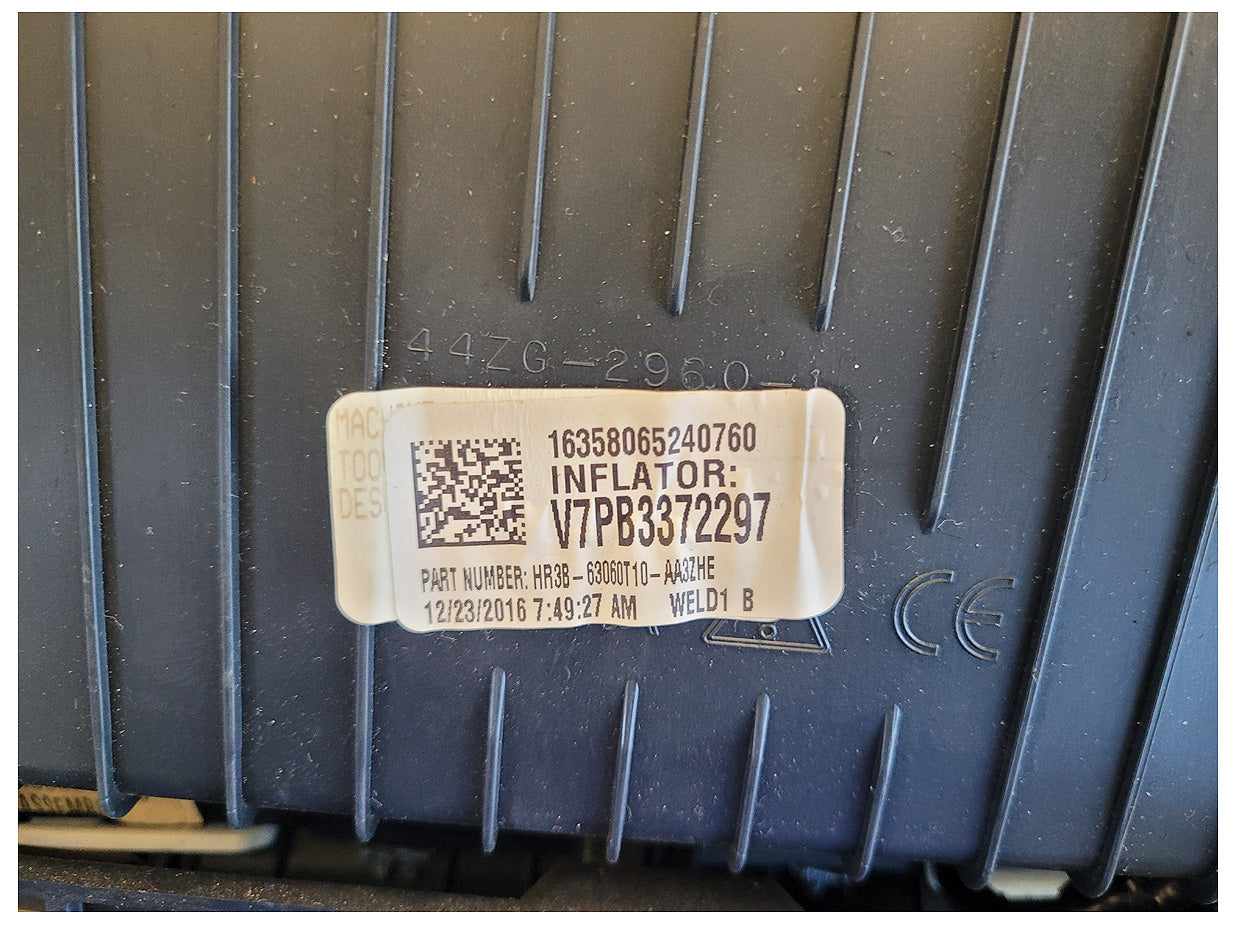 44ZG-2960-1
16358065240760
INFLATOR:
V7PB3372297
PART NUMBER: HR3B-63060T10-AA3ZHE
12/23/2016 7:49:27 AM WELD1 B
CE